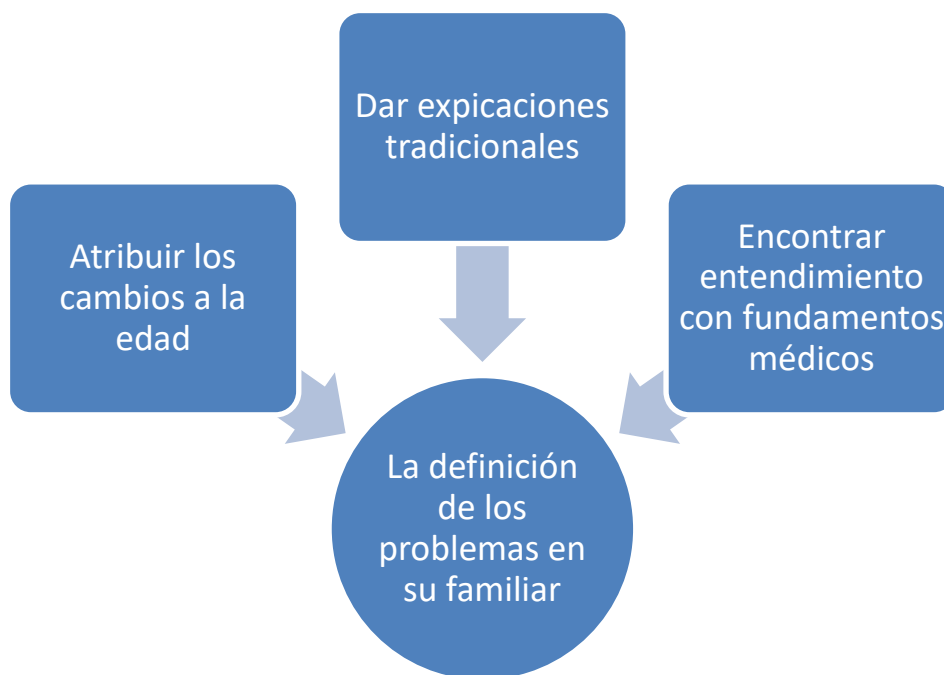 Dar expicaciones
tradicionales
Atribuir los
cambios a la
edad
Encontrar
entendimiento
con fundamentos
médicos
La definición
de los
problemas en
su familiar